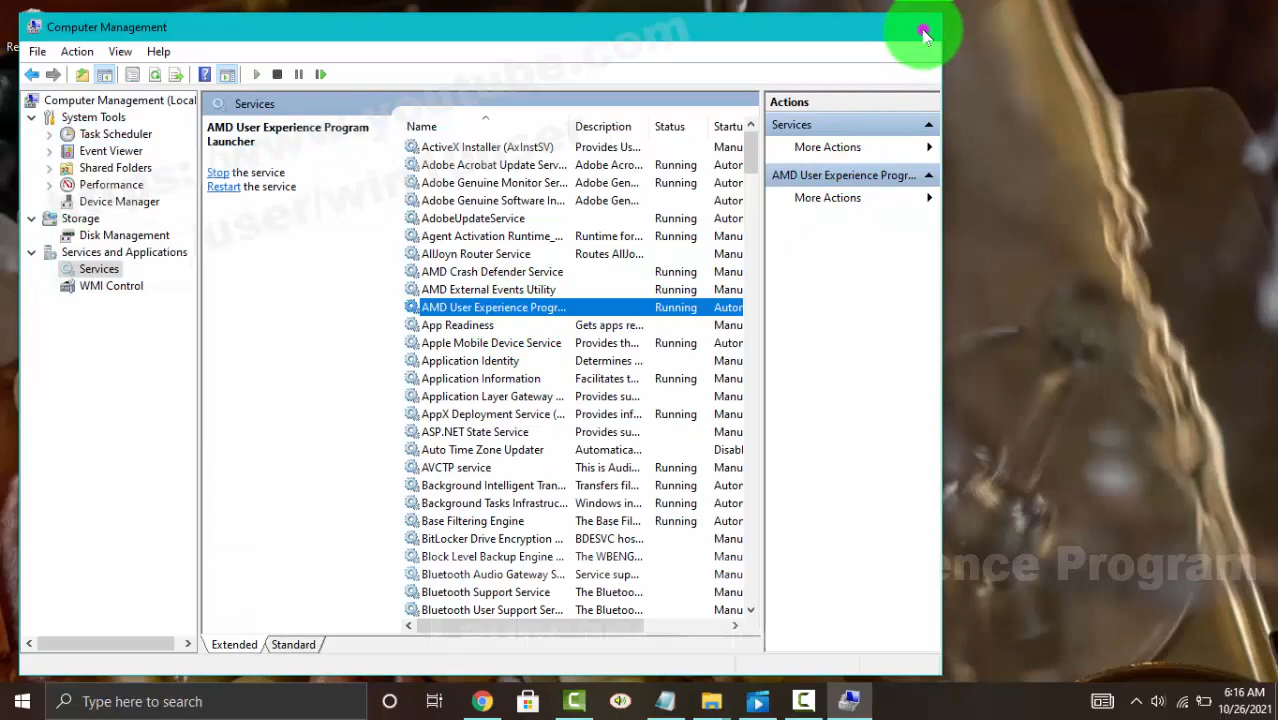 Computer Management
File Action View Help
Computer Management (Local
System Tools
Task Scheduler
Event Viewer
Shared Folders
Performance
Device Manager
Storage
Disk Management
Services and Applications
Services
WMI Control
Services
AMD User Experience Program
Launcher
Stop the service
Restart the service
Name Description Status Startu
ActiveX Installer (AxInstSV) Provides Us... Manu
Adobe Acrobat Update Serv... Adobe Acro... Running Autor
Adobe Genuine Monitor Ser... Adobe Gen... Running Autor
Adobe Genuine Software In... Adobe Gen... Running Autor
AdobeUpdateService Running Autor
Agent Activation Runtime_... Runtime for... Running Manu
AllJoyn Router Service Routes AllJo... Manu
AMD Crash Defender Service Running Autor
AMD External Events Utility Running Autor
AMD User Experience Progr... Running Autor
App Readiness Gets apps re... Manu
Apple Mobile Device Service Provides th... Running Autor
Application Identity Determines ... Manu
Application Information Facilitates t... Running Manu
Application Layer Gateway ... Provides su... Manu
AppX Deployment Service (... Provides inf... Running Manu
ASP.NET State Service Provides su... Manu
Auto Time Zone Updater Automatica... Disabl
AVCTP service This is Audi... Running Manu
Background Intelligent Tran... Transfers fil... Running Autor
Background Tasks Infrastruc... Windows in... Running Autor
Base Filtering Engine The Base Fil... Running Autor
BitLocker Drive Encryption ... BDESVC hos... Manu
Block Level Backup Engine ... The WBENG... Manu
Bluetooth Audio Gateway S... Service sup... Manu
Bluetooth Support Service The Bluetoo... Manu
Bluetooth User Support Ser... The Bluetoo... Manu
Extended Standard
Actions
Services
More Actions
AMD User Experience Progr...
More Actions
ence Program
Type here to search
6:16 AM
10/26/2021